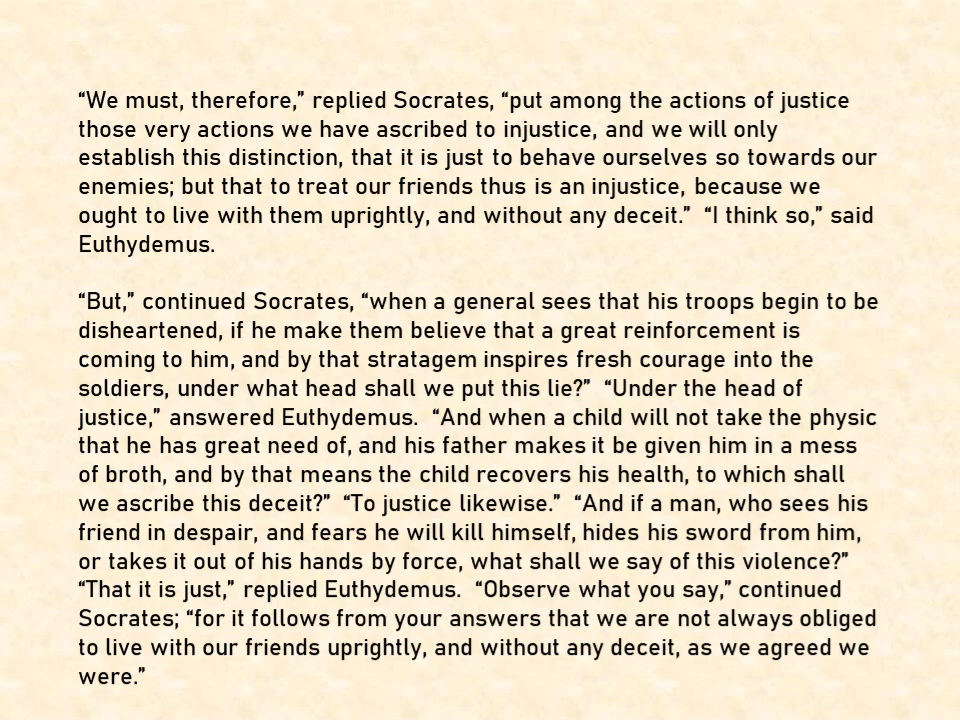 “We must, therefore,” replied Socrates, “put among the actions of justice
those very actions we have ascribed to injustice, and we will only
establish this distinction, that it is just to behave ourselves so towards our
enemies; but that to treat our friends thus is an injustice, because we
ought to live with them uprightly, and without any deceit.”  “I think so,” said
Euthydemus.
“But,” continued Socrates, “when a general sees that his troops begin to be
disheartened, if he make them believe that a great reinforcement is
coming to him, and by that stratagem inspires fresh courage into the
soldiers, under what head shall we put this lie?”  “Under the head of
justice,” answered Euthydemus.  “And when a child will not take the physic
that he has great need of, and his father makes it be given him in a mess
of broth, and by that means the child recovers his health, to which shall
we ascribe this deceit?”  “To justice likewise.”  “And if a man, who sees his
friend in despair, and fears he will kill himself, hides his sword from him,
or takes it out of his hands by force, what shall we say of this violence?”
“That it is just,” replied Euthydemus.  “Observe what you say,” continued
Socrates; “for it follows from your answers that we are not always obliged
to live with our friends uprightly, and without any deceit, as we agreed we
were.”